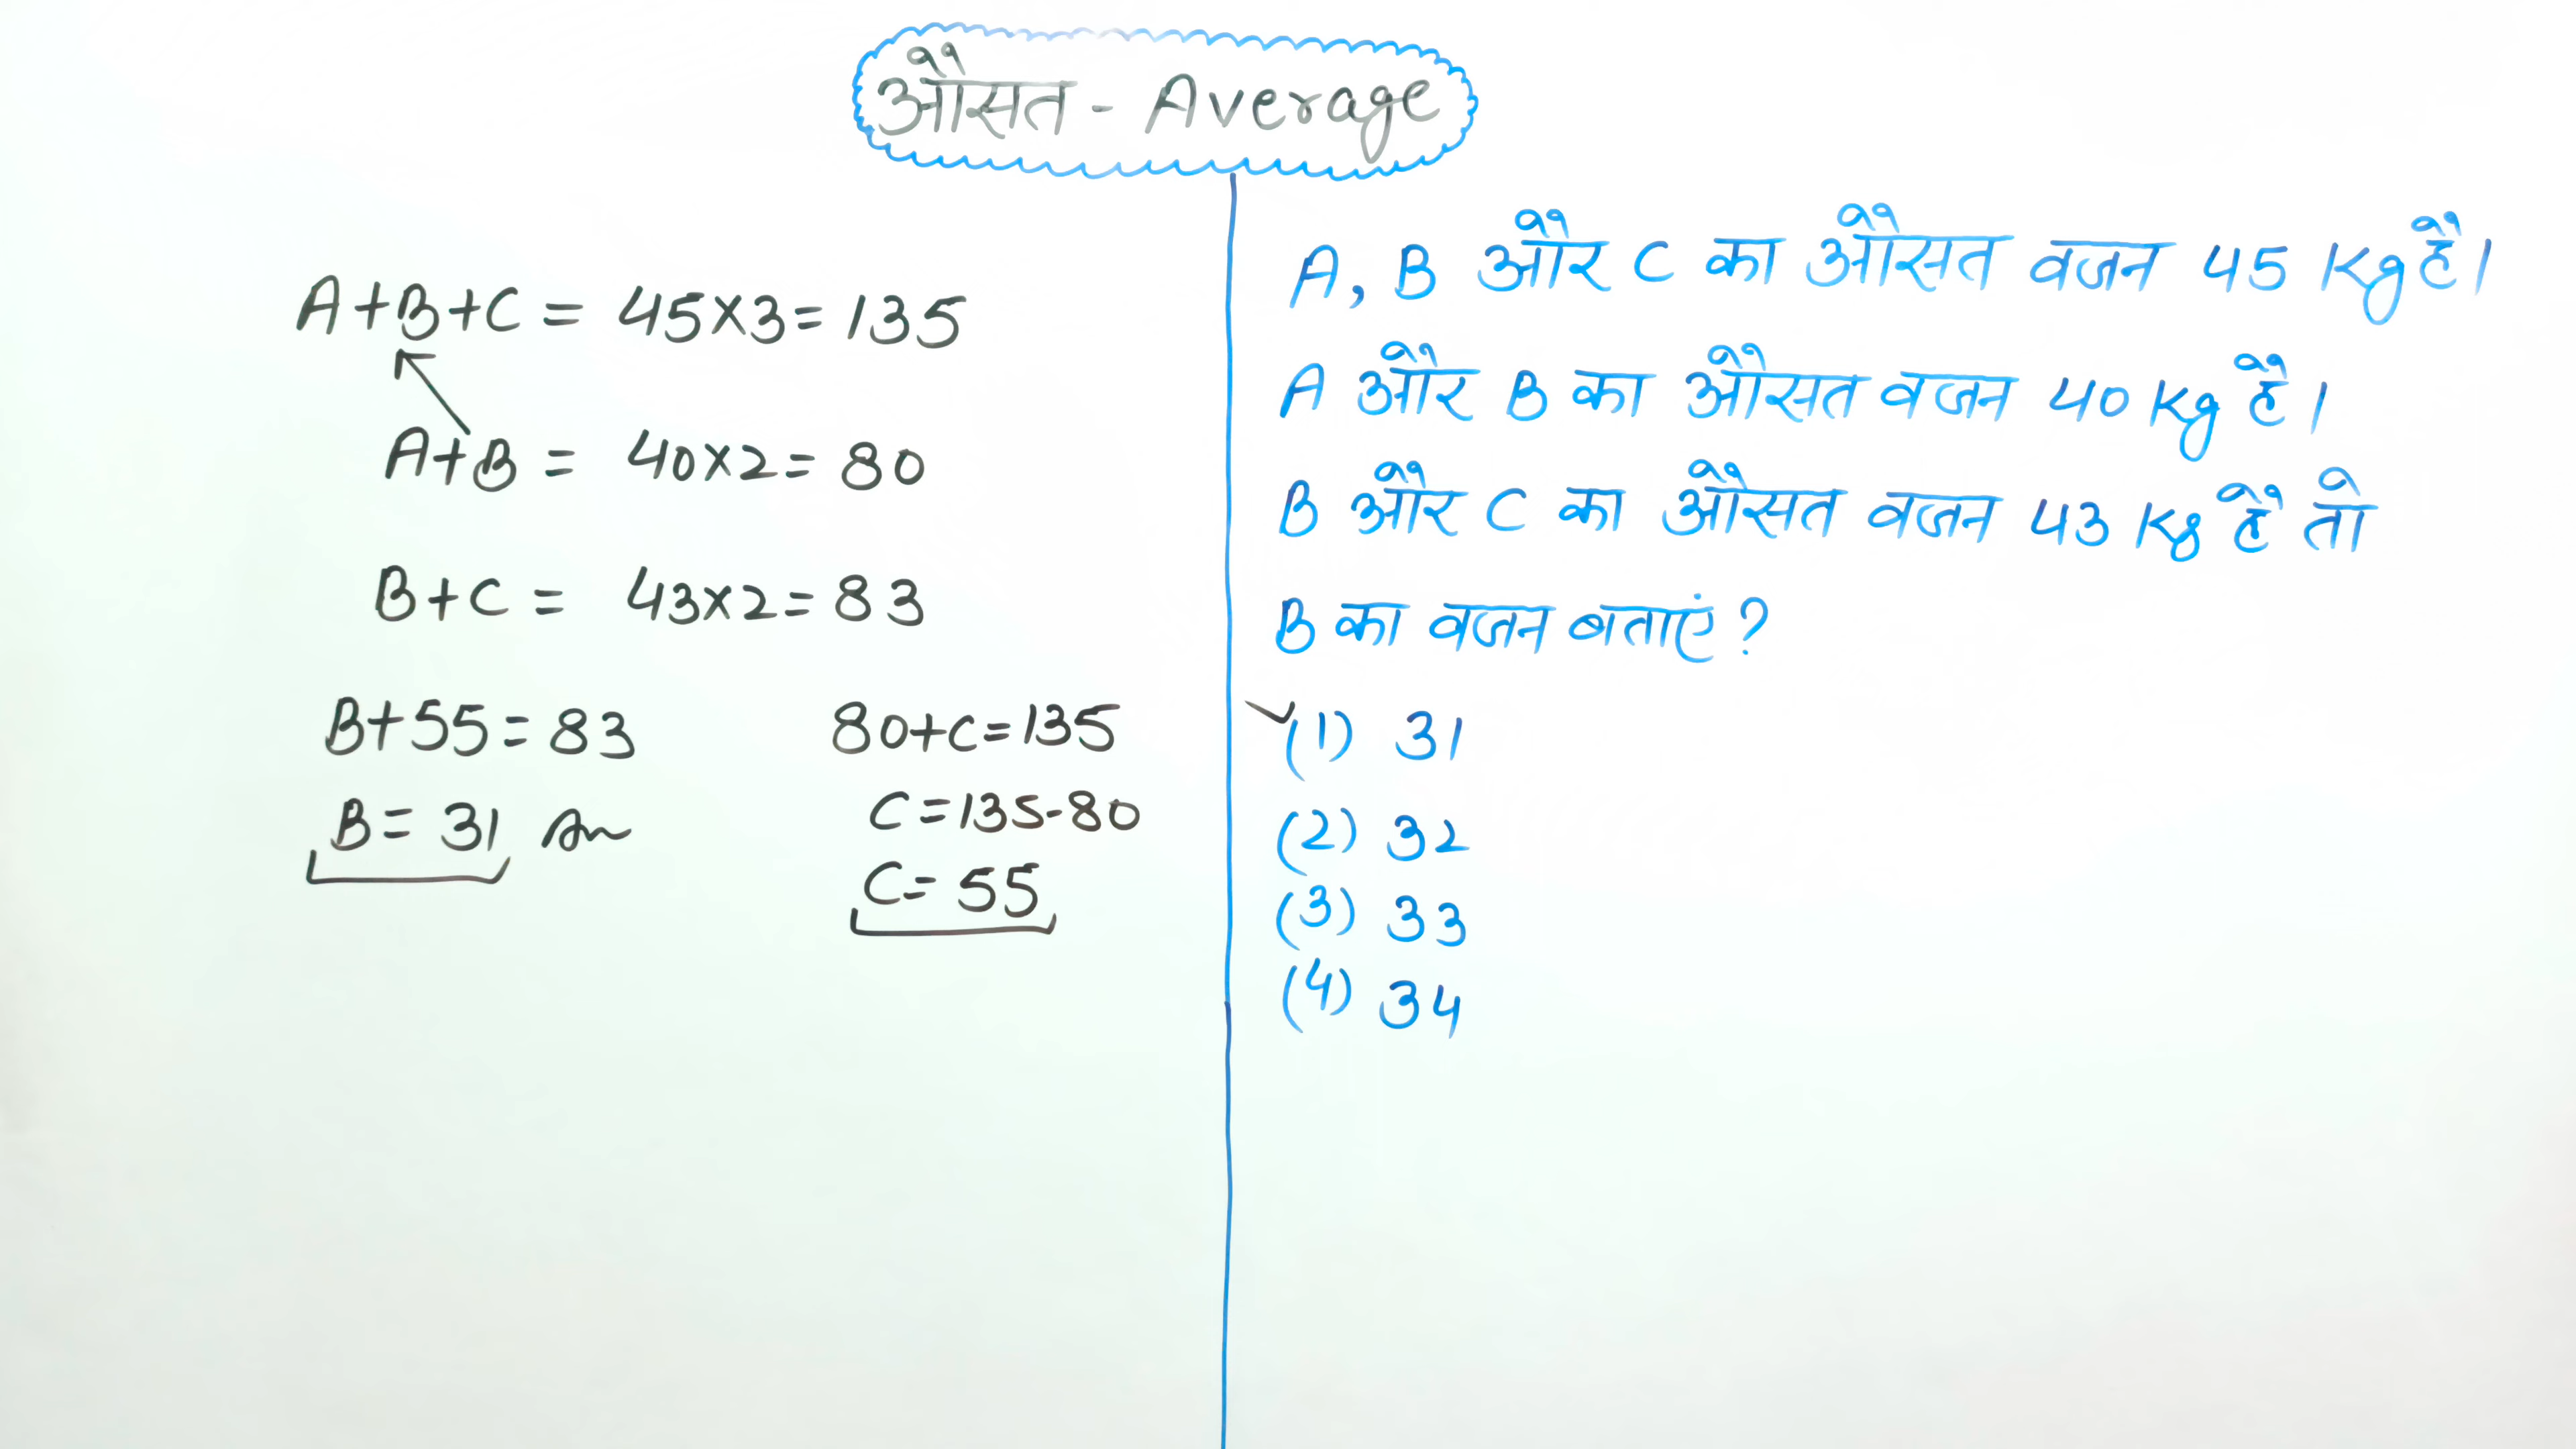 औसत - Average
A+B+C = 45×3 = 135
A+B = 40×2 = 80
B+C = 43×2 = 83
B+55 = 83
B = 31 An
80+C = 135
C = 135-80
C = 55
A, B और C का औसत वजन 45 Kg है।
A और B का औसत वजन 40 Kg है।
B और C का औसत वजन 43 Kg है तो
B का वजन बताएं ?
(1) 31
(2) 32
(3) 33
(4) 34